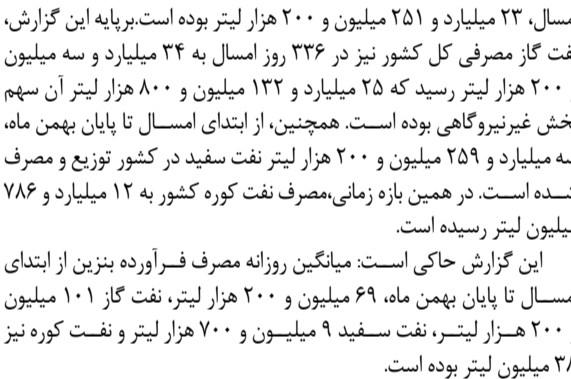 مسال، ۲۳ میلیارد و ۲۵۱ میلیون و ۲۰۰ هزار لیتر بوده است.برپایه این گزارش،
فت گاز مصرفی کل کشور نیز در ۳۳۶ روز امسال به ۳۴ میلیارد و سه میلیون
۲۰۰ هزار لیتر رسید که ۲۵ میلیارد و ۱۳۲ میلیون و ۸۰۰ هزار لیتر آن سهم
خش غیرنیروگاهی بوده است. همچنین، از ابتدای امسال تا پایان بهمن ماه،
سه میلیارد و ۲۵۹ میلیون و ۲۰۰ هزار لیتر نفت سفید در کشور توزیع و مصرف
شده است. در همین بازه زمانی،مصرف نفت کوره کشور به ۱۲ میلیارد و ۷۸۶
میلیون لیتر رسیده است.
این گزارش حاکی است: میانگین روزانه مصرف فرآورده بنزین از ابتدای
مسال تا پایان بهمن ماه، ۶۹ میلیون و ۲۰۰ هزار لیتر، نفت گاز ۱۰۱ میلیون
۲۰۰ هزار لیتر، نفت سفید ۹ میلیون و ۷۰۰ هزار لیتر و نفت کوره نیز
۳۸ میلیون لیتر بوده است.